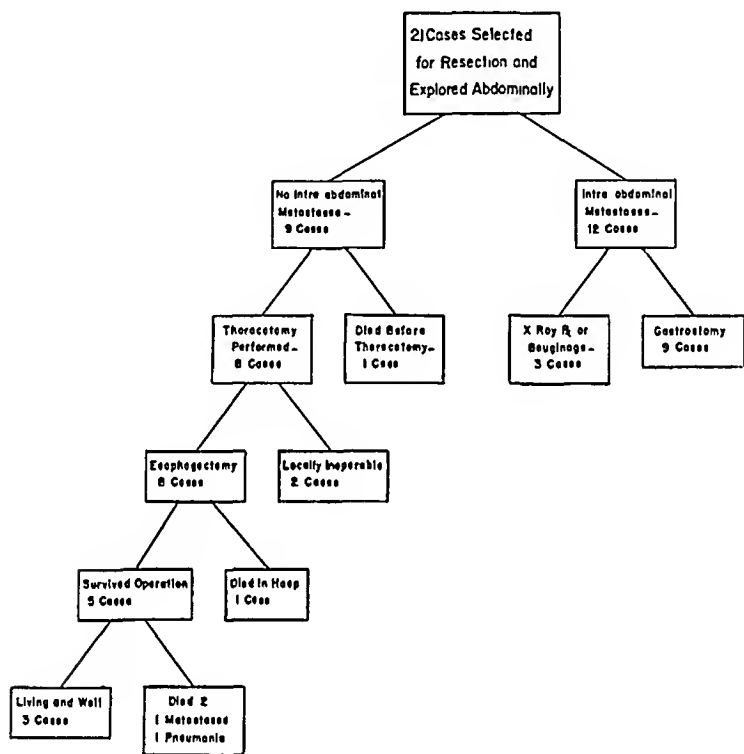 21 Cases Selected
for Resection and
Explored Abdominally
No Intra abdominal
Metastases–
9 Cases
Intra abdominal
Metastases–
12 Cases
Thoracotomy
Performed–
8 Cases
Died Before
Thoracotomy–
1 Case
X Ray ℞ or
Bouginage–
3 Cases
Gastrostomy
9 Cases
Esophagectomy
6 Cases
Locally Inoperable
2 Cases
Survived Operation
5 Cases
Died In Hosp
1 Case
Living and Well
3 Cases
Died 2
1 Metastases
1 Pneumonia